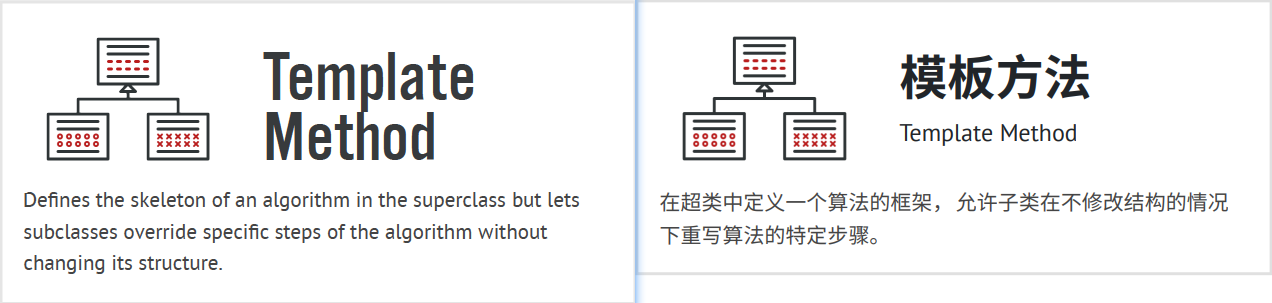 Template
Method
Defines the skeleton of an algorithm in the superclass but lets
subclasses override specific steps of the algorithm without
changing its structure.
模板方法
Template Method
在超类中定义一个算法的框架，允许子类在不修改结构的情况
下重写算法的特定步骤。